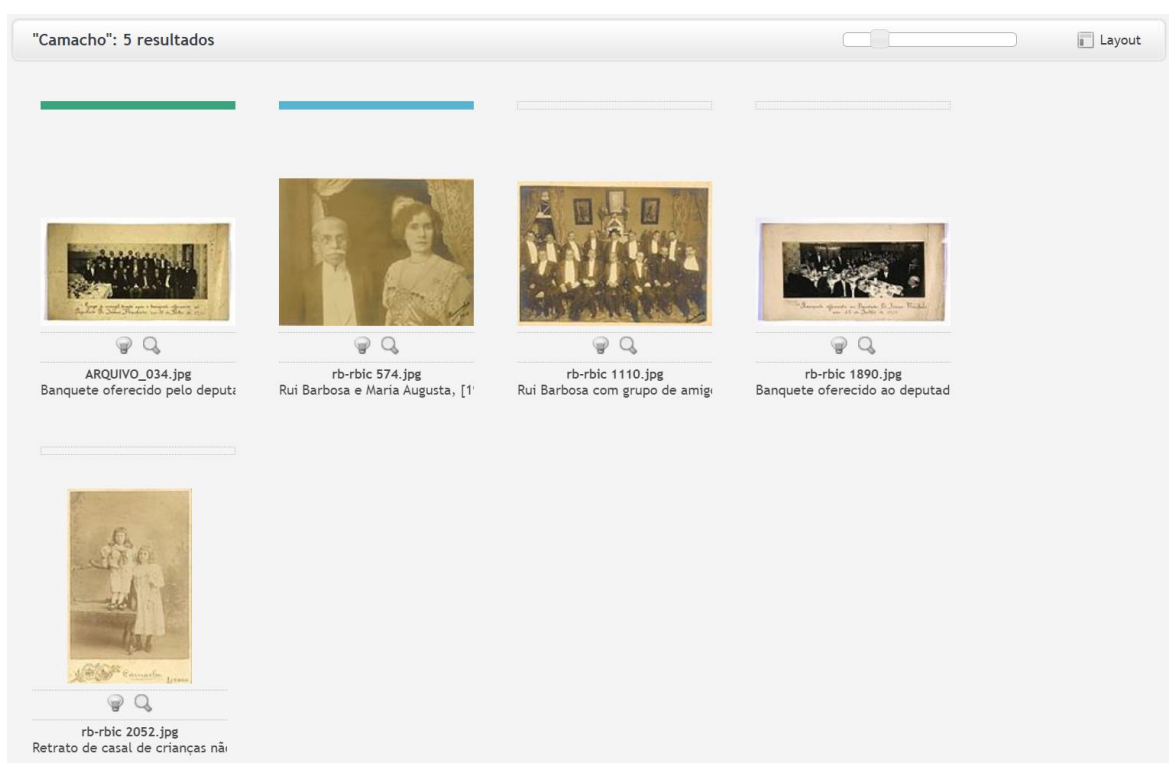 "Camacho": 5 resultados
Layout
ARQUIVO_034.jpg
Banquete oferecido pelo deputa
rb-rbic 574.jpg
Rui Barbosa e Maria Augusta, [1
rb-rbic 1110.jpg
Rui Barbosa com grupo de amig
rb-rbic 1890.jpg
Banquete oferecido ao deputad
Camacho Lisboa
rb-rbic 2052.jpg
Retrato de casal de crianças nã